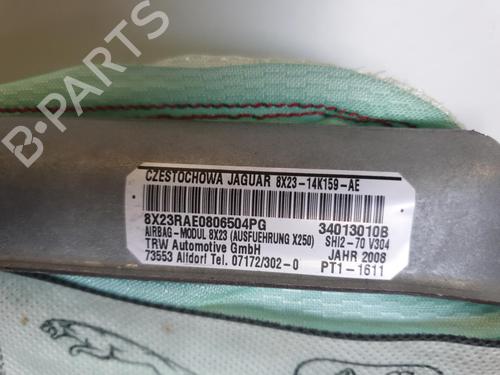 B-PARTS
CZESTOCHOWA JAGUAR 8X23-14K159-AE
8X23RAE0806504PG 34013010B
AIRBAG-MODUL 8X23 (AUSFUEHRUNG X250) SHI2-70 V304
TRW Automotive GmbH JAHR 2008
73553 Alfdorf Tel. 07172/302-0 PT1-1611